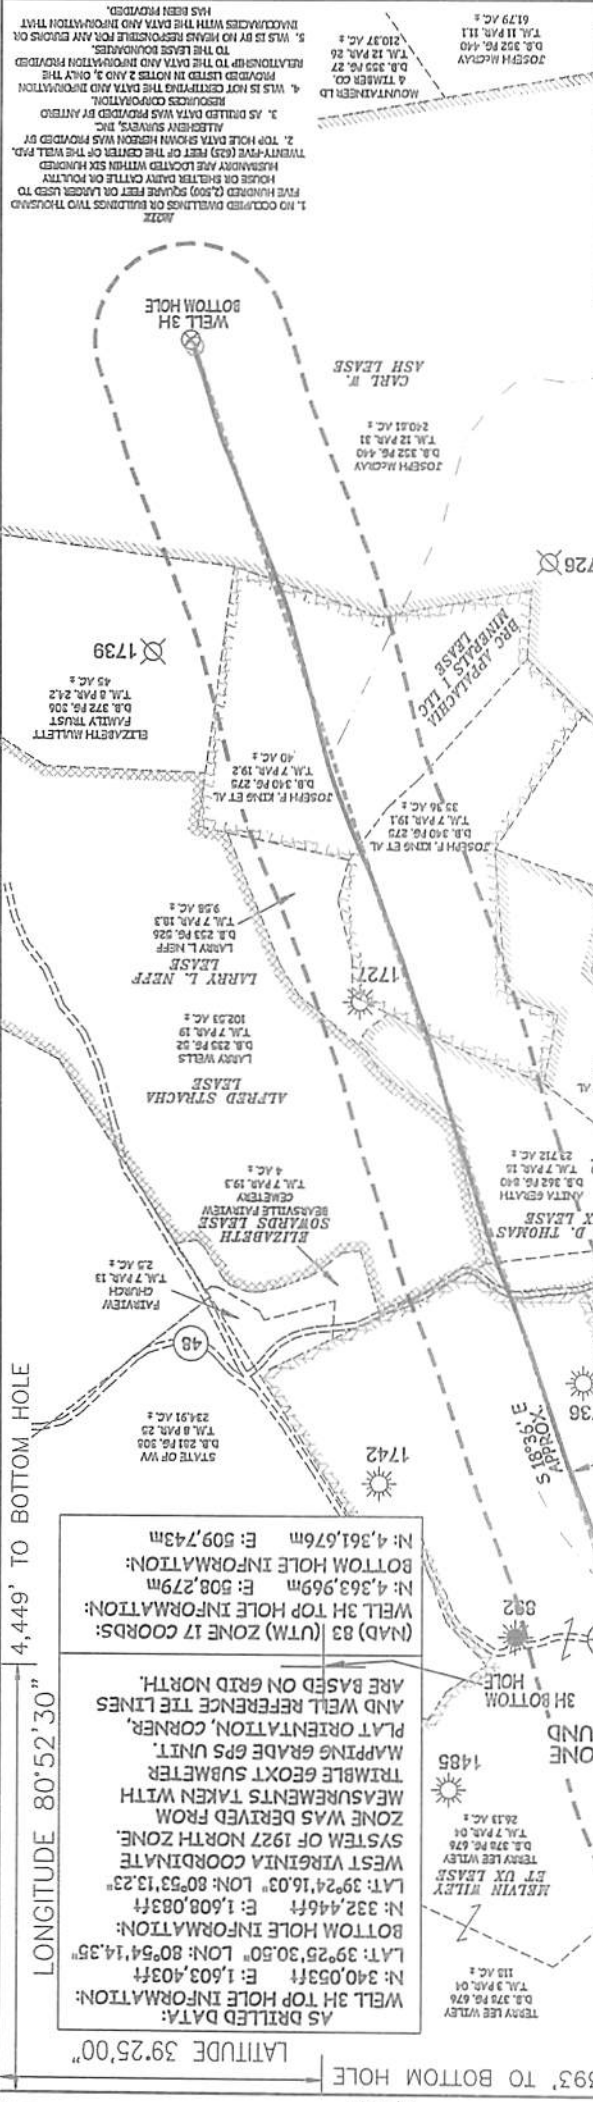 393' TO BOTTOM HOLE
LATITUDE 39°25'00"
LONGITUDE 80°52'30"
4,449' TO BOTTOM HOLE
AS DRILLED DATA:
WELL 3H TOP HOLE INFORMATION:
N: 340,053ft E: 1,603,403ft
LAT: 39°25'30.50" LON: 80°54'14.35"
BOTTOM HOLE INFORMATION:
N: 332,446ft E: 1,608,083ft
LAT: 39°24'16.03" LON: 80°53'13.23"
WEST VIRGINIA COORDINATE
SYSTEM OF 1927 NORTH ZONE.
ZONE WAS DERIVED FROM
MEASUREMENTS TAKEN WITH
TRIMBLE GEOXT SUBMETER
MAPPING GRADE GPS UNIT.
PLAT ORIENTATION, CORNER,
AND WELL REFERENCE TIE LINES
ARE BASED ON GRID NORTH.
(NAD) 83 (UTM) ZONE 17 COORDS:
WELL 3H TOP HOLE INFORMATION:
N: 4,363,969m E: 508,279m
BOTTOM HOLE INFORMATION:
N: 4,361,676m E: 509,743m
TERRY LEE WILEY
D.B. 378 PG. 676
T.M. 3 PAR. 04
118 AC.±
MELVIN WILEY
ET UX LEASE
TERRY LEE WILEY
D.B. 378 PG. 676
T.M. 7 PAR. 04
26.13 AC.±
1485
ONE
UND
3H BOTTOM
HOLE
892
1742
S 18°36' E
APPROX.
736
STATE OF WV
D.B. 281 PG. 308
T.M. 8 PAR. 25
234.91 AC.±
48
FAIRVIEW
CHURCH
T.M. 7 PAR. 13
2.5 AC.±
ELIZABETH
SOWARDS LEASE
BEARSVILLE FAIRVIEW
CEMETERY
T.M. 7 PAR. 19.3
4 AC.±
D. THOMAS
X LEASE
ANITA GERATH
D.B. 362 PG. 640
T.M. 7 PAR. 15
23.712 AC.±
AL
ALFRED STRACHA
LEASE
LARRY WELLS
D.B. 235 PG. 52
T.M. 7 PAR. 19
102.53 AC.±
1727
LARRY L. NEFF
LEASE
LARRY L. NEFF
D.B. 253 PG. 526
T.M. 7 PAR. 18.3
9.58 AC.±
JOSEPH F. KING ET AL
D.B. 340 PG. 275
T.M. 7 PAR. 19.1
35.36 AC.±
JOSEPH F. KING ET AL
D.B. 340 PG. 275
T.M. 7 PAR. 19.2
40 AC.±
BRC APPALACHIA
MINERALS I LLC
LEASE
ELIZABETH MULLETT
FAMILY TRUST
D.B. 372 PG. 306
T.M. 8 PAR. 24.2
45 AC.±
1739
726
JOSEPH McCRAY
D.B. 352 PG. 440
T.M. 12 PAR. 31
240.61 AC.±
CARL W.
ASH LEASE
WELL 3H
BOTTOM HOLE
NOTES
1. NO OCCUPIED DWELLINGS OR BUILDINGS TWO THOUSAND
FIVE HUNDRED (2,500) SQUARE FEET OR LARGER USED TO
HOUSE OR SHELTER DAIRY CATTLE OR POULTRY
HUSBANDRY ARE LOCATED WITHIN SIX HUNDRED
TWENTY-FIVE (625) FEET OF THE CENTER OF THE WELL PAD.
2. TOP HOLE DATA SHOWN HEREON WAS PROVIDED BY
ALLEGHENY SURVEYS, INC.
3. AS DRILLED DATA WAS PROVIDED BY ANTERO
RESOURCES CORPORATION.
4. WLS IS NOT CERTIFYING THE DATA AND INFORMATION
PROVIDED LISTED IN NOTES 2 AND 3, ONLY THE
RELATIONSHIP TO THE DATA AND INFORMATION PROVIDED
TO THE LEASE BOUNDARIES.
5. WLS IS BY NO MEANS RESPONSIBLE FOR ANY ERRORS OR
INACCURACIES WITH THE DATA AND INFORMATION THAT
HAS BEEN PROVIDED.
MOUNTAINEER LD
& TIMBER CO.
D.B. 355 PG. 27
T.M. 12 PAR. 26
210.37 AC.±
JOSEPH McCRAY
D.B. 352 PG. 440
T.M. 11 PAR. 11.1
61.79 AC.±